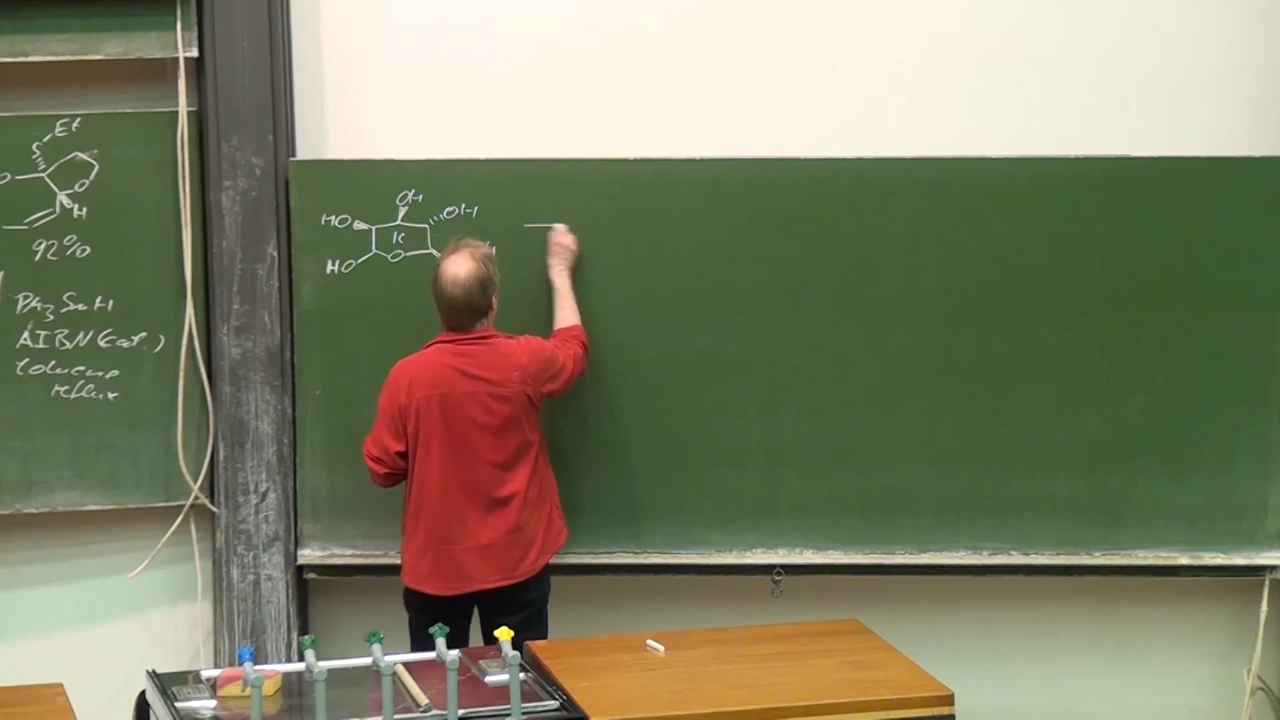 Et
S
O
O
H
92%
Ph3SnH
AIBN (cat.)
toluene
reflux
OH
HO
OH
K
HO
O
H